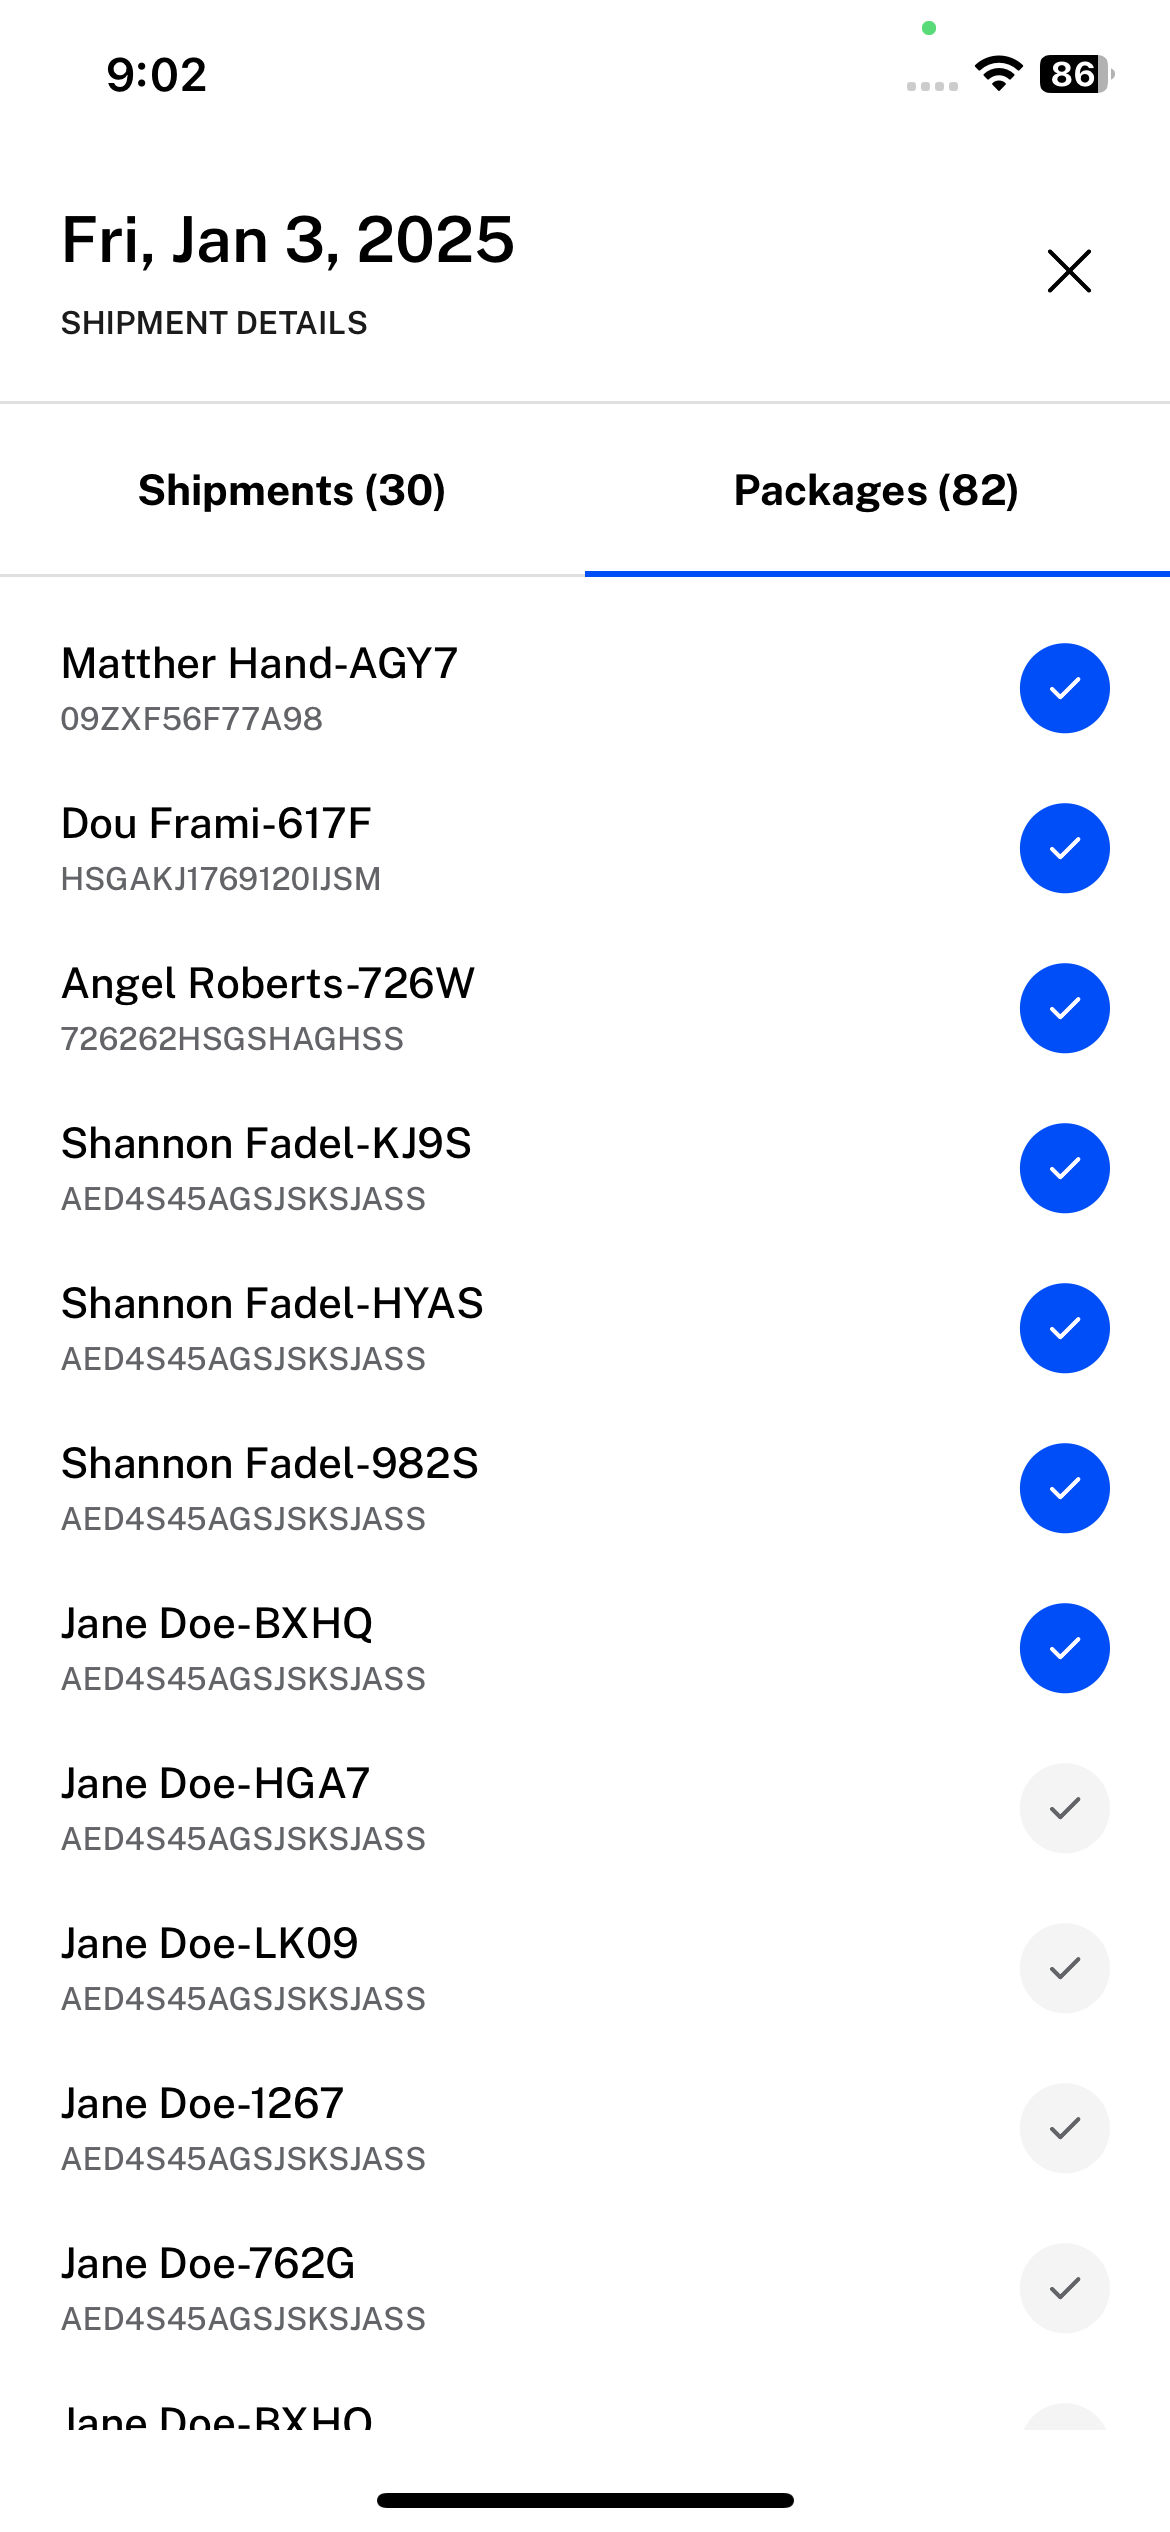 9:02
86
Fri, Jan 3, 2025
SHIPMENT DETAILS
Shipments (30)
Packages (82)
Matther Hand-AGY7
09ZXF56F77A98
Dou Frami-617F
HSGAKJ1769120IJSM
Angel Roberts-726W
726262HSGSHAGHSS
Shannon Fadel-KJ9S
AED4S45AGSJSKSJASS
Shannon Fadel-HYAS
AED4S45AGSJSKSJASS
Shannon Fadel-982S
AED4S45AGSJSKSJASS
Jane Doe-BXHQ
AED4S45AGSJSKSJASS
Jane Doe-HGA7
AED4S45AGSJSKSJASS
Jane Doe-LK09
AED4S45AGSJSKSJASS
Jane Doe-1267
AED4S45AGSJSKSJASS
Jane Doe-762G
AED4S45AGSJSKSJASS
Jane Doe-BXHQ